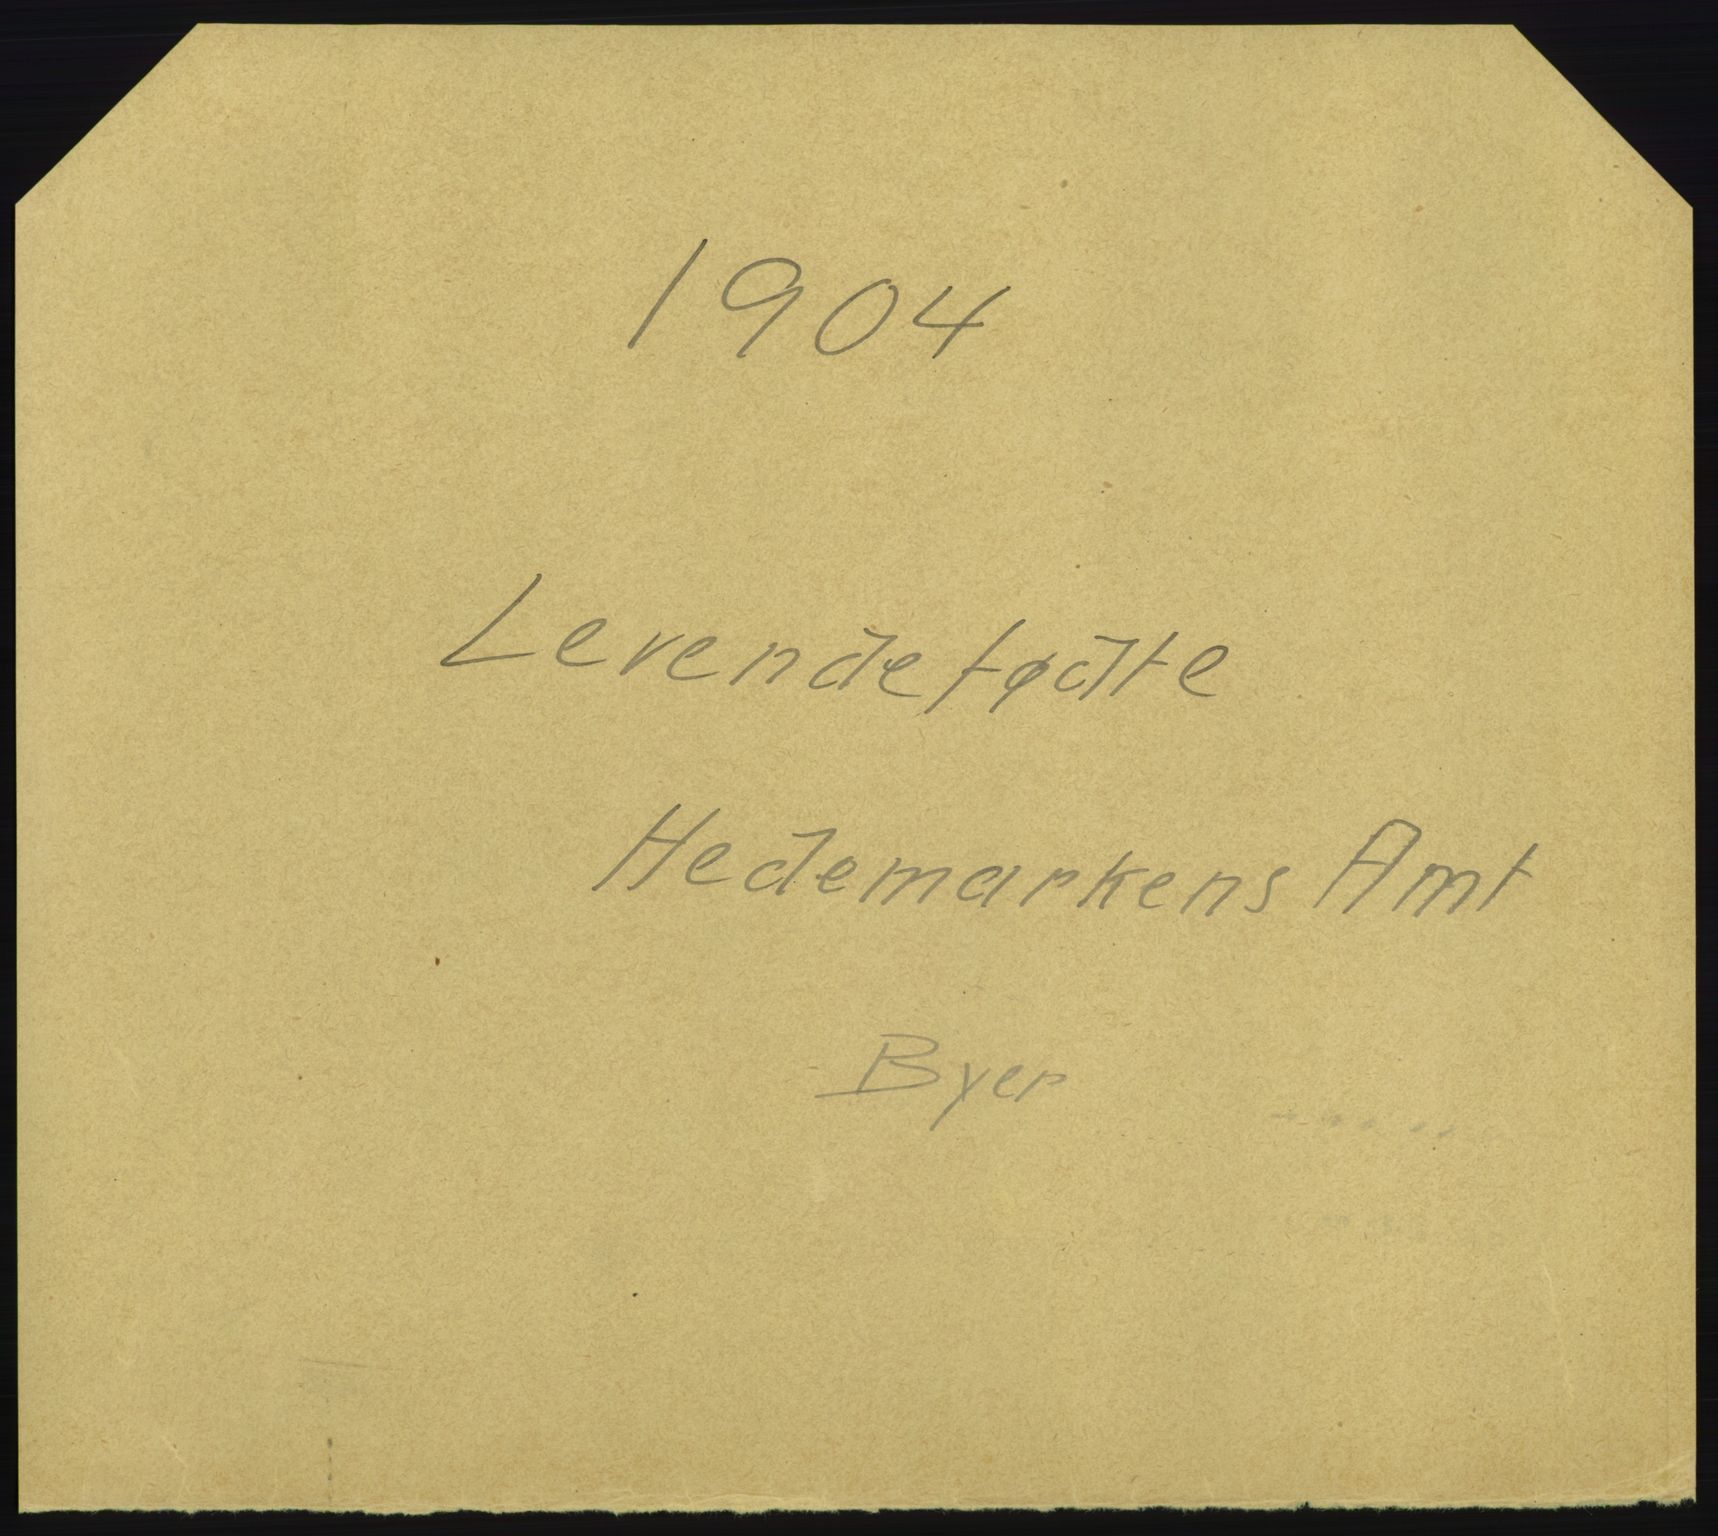 1904
Levendefødte
Hedemarkens Amt
Byer